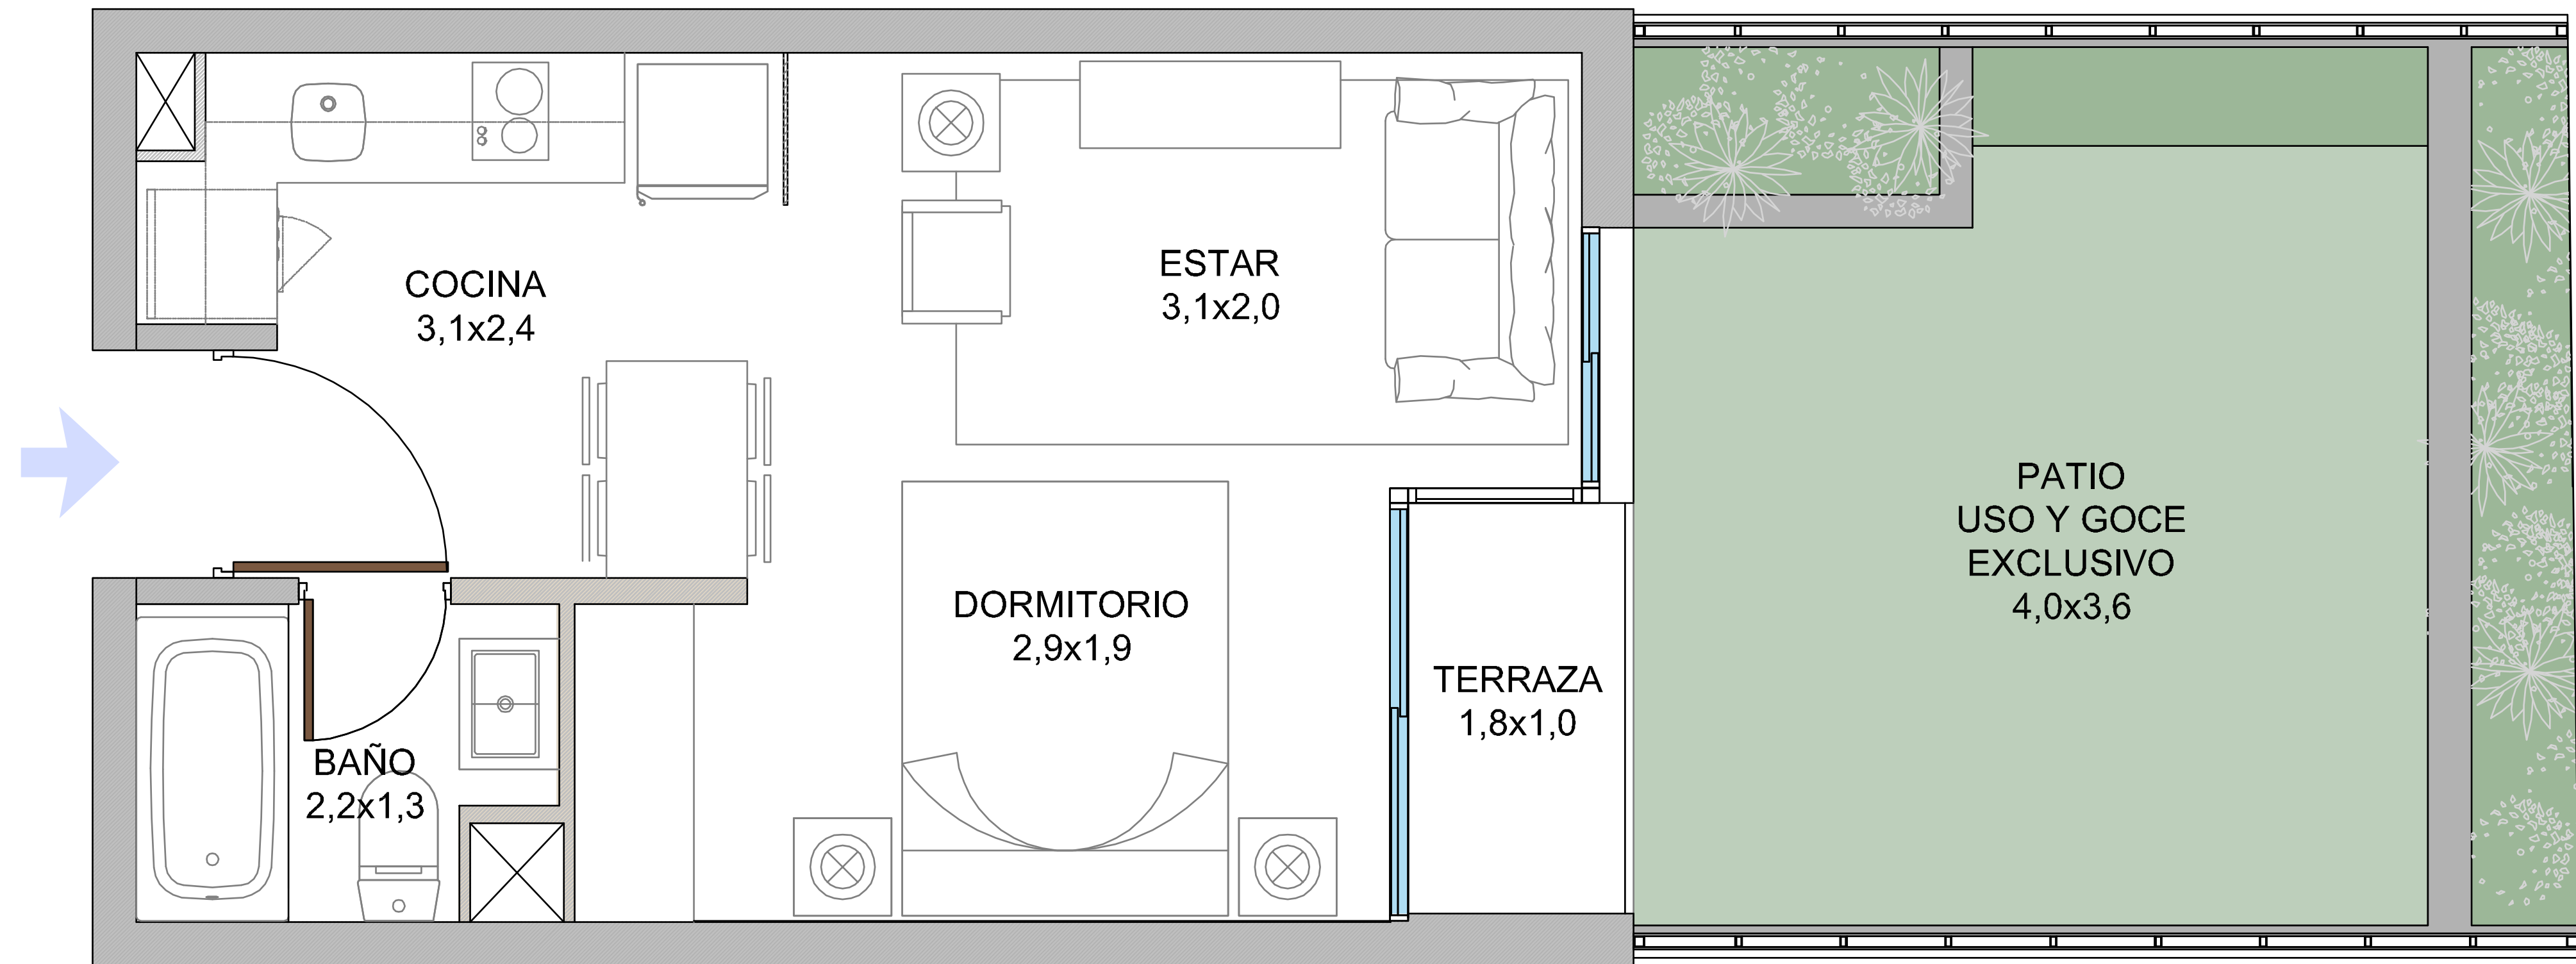 COCINA
3,1x2,4
ESTAR
3,1x2,0
DORMITORIO
2,9x1,9
BAÑO
2,2x1,3
TERRAZA
1,8x1,0
PATIO
USO Y GOCE
EXCLUSIVO
4,0x3,6